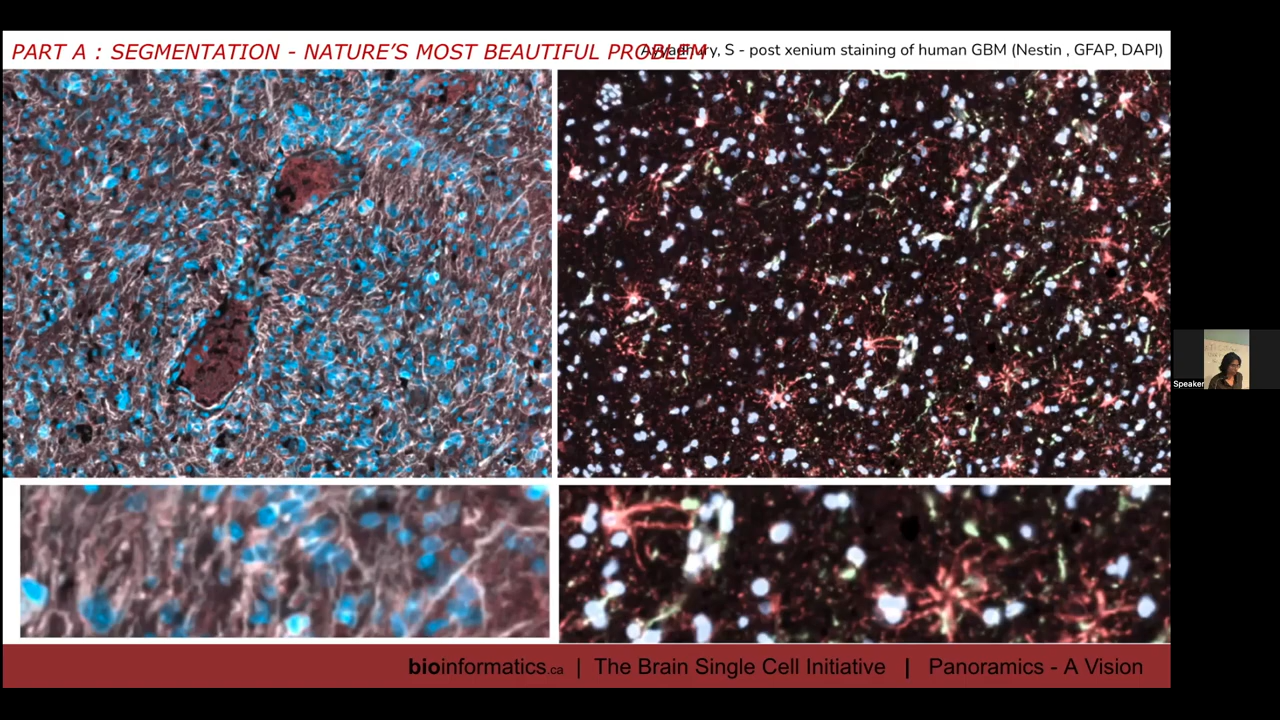 PART A : SEGMENTATION - NATURE'S MOST BEAUTIFUL PROBLEM
S - post xenium staining of human GBM (Nestin , GFAP, DAPI)
Speaker
bioinformatics.ca | The Brain Single Cell Initiative | Panoramics - A Vision